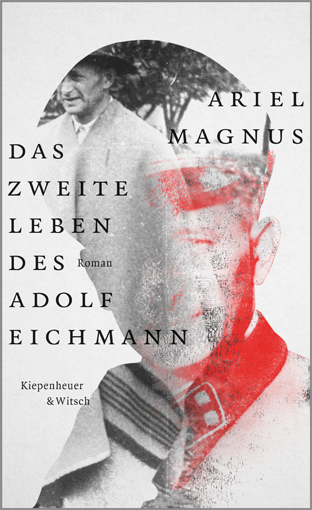 ARIEL
MAGNUS
DAS
ZWEITE
LEBEN
DES Roman
ADOLF
EICHMANN
Kiepenheuer
& Witsch